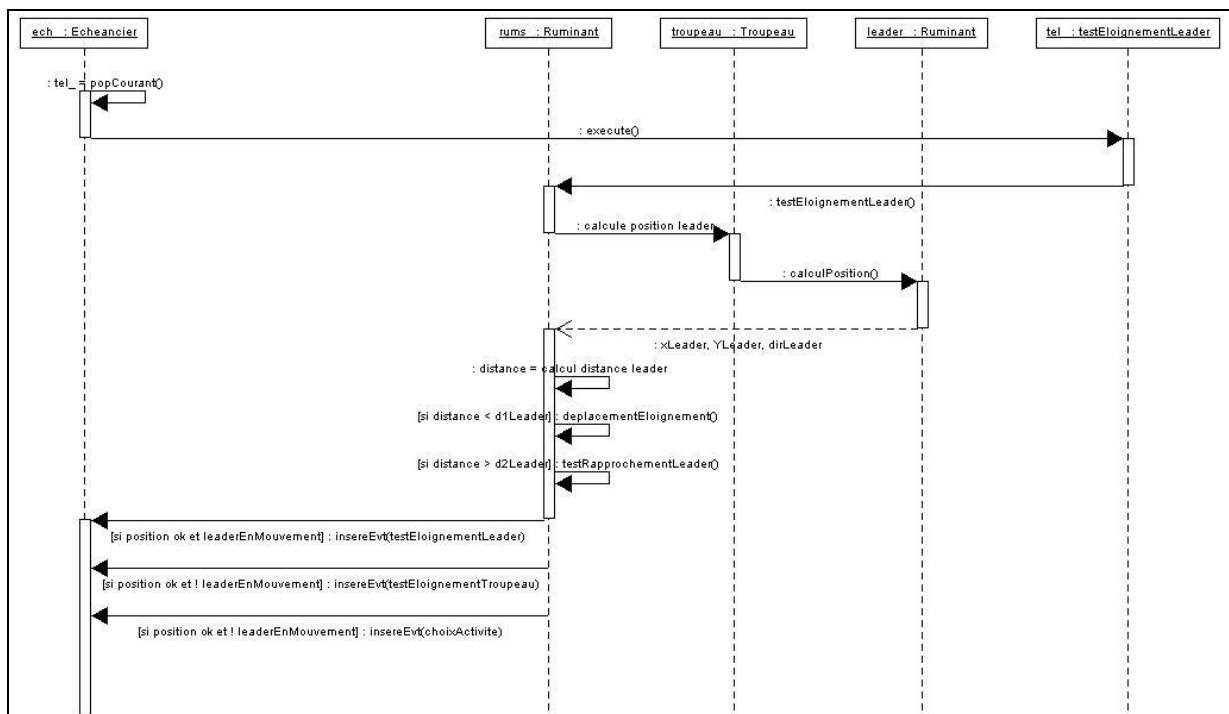 ech : Echeancier
rums : Ruminant
troupeau : Troupeau
leader : Ruminant
tel : testEloignementLeader
: tel_ = popCourant()
: execute()
: testEloignementLeader()
: calcule position leader
: calculPosition()
: xLeader, YLeader, dirLeader
: distance = calcul distance leader
[si distance < d1Leader] : deplacementEloignement()
[si distance > d2Leader] : testRapprochementLeader()
[si position ok et leaderEnMouvement] : insereEvt(testEloignementLeader)
[si position ok et ! leaderEnMouvement] : insereEvt(testEloignementTroupeau)
[si position ok et ! leaderEnMouvement] : insereEvt(choixActivite)